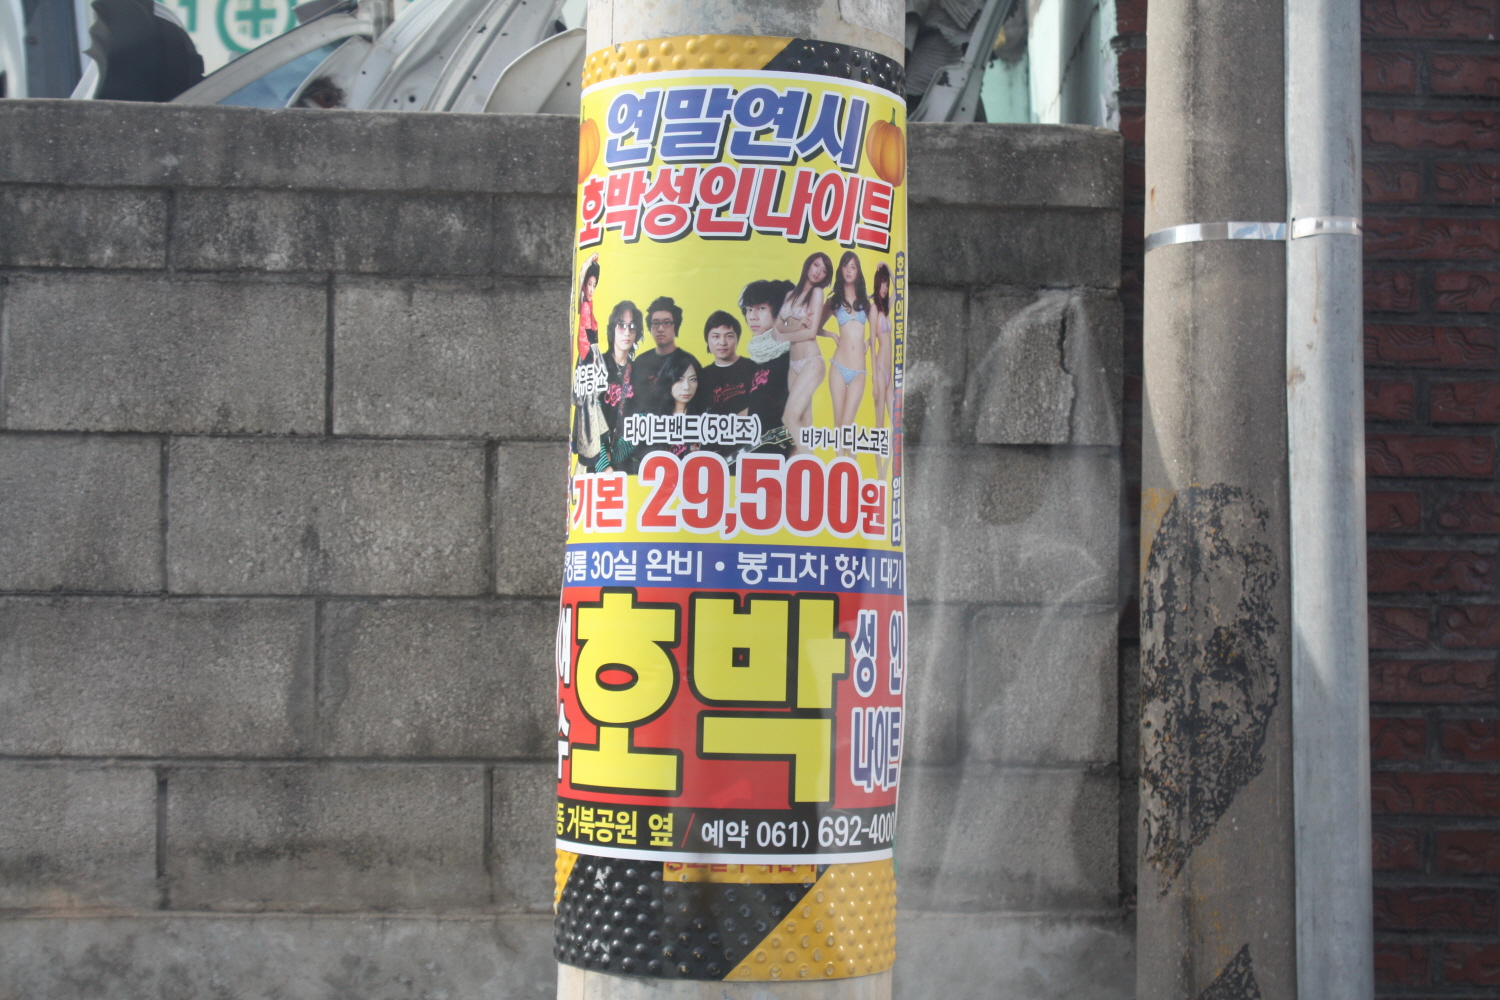 연말연시
호박성인나이트
라이브밴드(5인조)
비키니 디스코걸
기본 29,500원
룸 30실 완비 • 봉고차 항시 대기
여수
호박
성인
나이트
동 거북공원 옆 / 예약 061) 692-4000